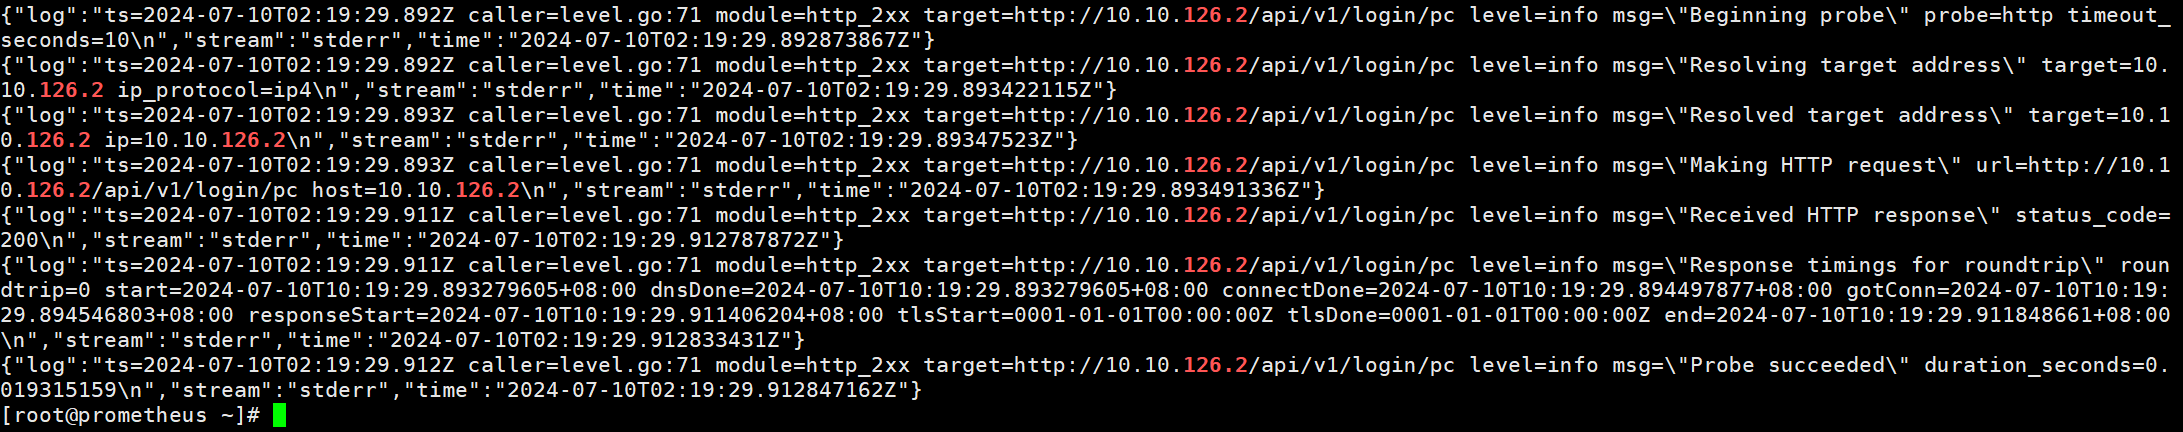 {"log":"ts=2024-07-10T02:19:29.892Z caller=level.go:71 module=http_2xx target=http://10.10.126.2/api/v1/login/pc level=info msg=\"Beginning probe\" probe=http timeout_
seconds=10\n","stream":"stderr","time":"2024-07-10T02:19:29.892873867Z"}
{"log":"ts=2024-07-10T02:19:29.892Z caller=level.go:71 module=http_2xx target=http://10.10.126.2/api/v1/login/pc level=info msg=\"Resolving target address\" target=10.
10.126.2 ip_protocol=ip4\n","stream":"stderr","time":"2024-07-10T02:19:29.893422115Z"}
{"log":"ts=2024-07-10T02:19:29.893Z caller=level.go:71 module=http_2xx target=http://10.10.126.2/api/v1/login/pc level=info msg=\"Resolved target address\" target=10.1
0.126.2 ip=10.10.126.2\n","stream":"stderr","time":"2024-07-10T02:19:29.89347523Z"}
{"log":"ts=2024-07-10T02:19:29.893Z caller=level.go:71 module=http_2xx target=http://10.10.126.2/api/v1/login/pc level=info msg=\"Making HTTP request\" url=http://10.1
0.126.2/api/v1/login/pc host=10.10.126.2\n","stream":"stderr","time":"2024-07-10T02:19:29.893491336Z"}
{"log":"ts=2024-07-10T02:19:29.911Z caller=level.go:71 module=http_2xx target=http://10.10.126.2/api/v1/login/pc level=info msg=\"Received HTTP response\" status_code=
200\n","stream":"stderr","time":"2024-07-10T02:19:29.912787872Z"}
{"log":"ts=2024-07-10T02:19:29.911Z caller=level.go:71 module=http_2xx target=http://10.10.126.2/api/v1/login/pc level=info msg=\"Response timings for roundtrip\" roun
dtrip=0 start=2024-07-10T10:19:29.893279605+08:00 dnsDone=2024-07-10T10:19:29.893279605+08:00 connectDone=2024-07-10T10:19:29.894497877+08:00 gotConn=2024-07-10T10:19:
29.894546803+08:00 responseStart=2024-07-10T10:19:29.911406204+08:00 tlsStart=0001-01-01T00:00:00Z tlsDone=0001-01-01T00:00:00Z end=2024-07-10T10:19:29.911848661+08:00
\n","stream":"stderr","time":"2024-07-10T02:19:29.912833431Z"}
{"log":"ts=2024-07-10T02:19:29.912Z caller=level.go:71 module=http_2xx target=http://10.10.126.2/api/v1/login/pc level=info msg=\"Probe succeeded\" duration_seconds=0.
019315159\n","stream":"stderr","time":"2024-07-10T02:19:29.912847162Z"}
[root@prometheus ~]#